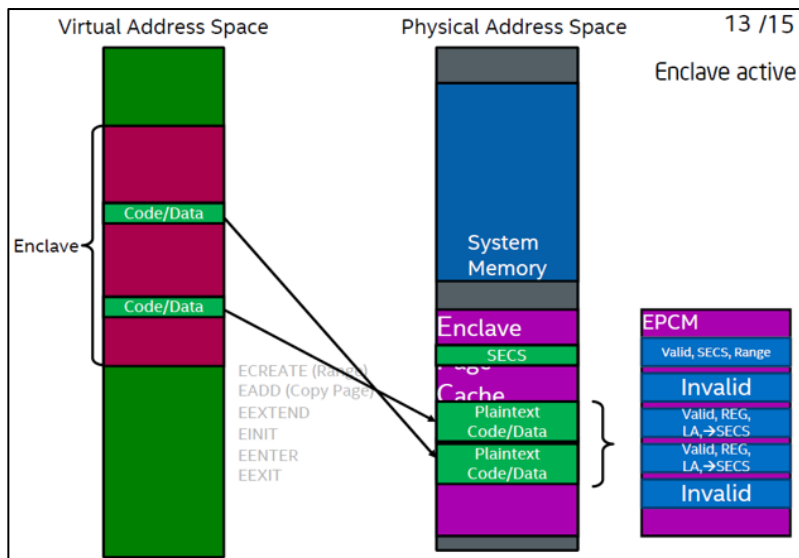 Virtual Address Space
Physical Address Space
13 /15
Enclave active
Code/Data
Enclave
Code/Data
ECREATE (Range)
EADD (Copy Page)
EEXTEND
EINIT
EENTER
EEXIT
System
Memory
Enclave
SECS
Page
Cache
Plaintext
Code/Data
Plaintext
Code/Data
EPCM
Valid, SECS, Range
Invalid
Valid, REG,
LA,→SECS
Valid, REG,
LA,→SECS
Invalid